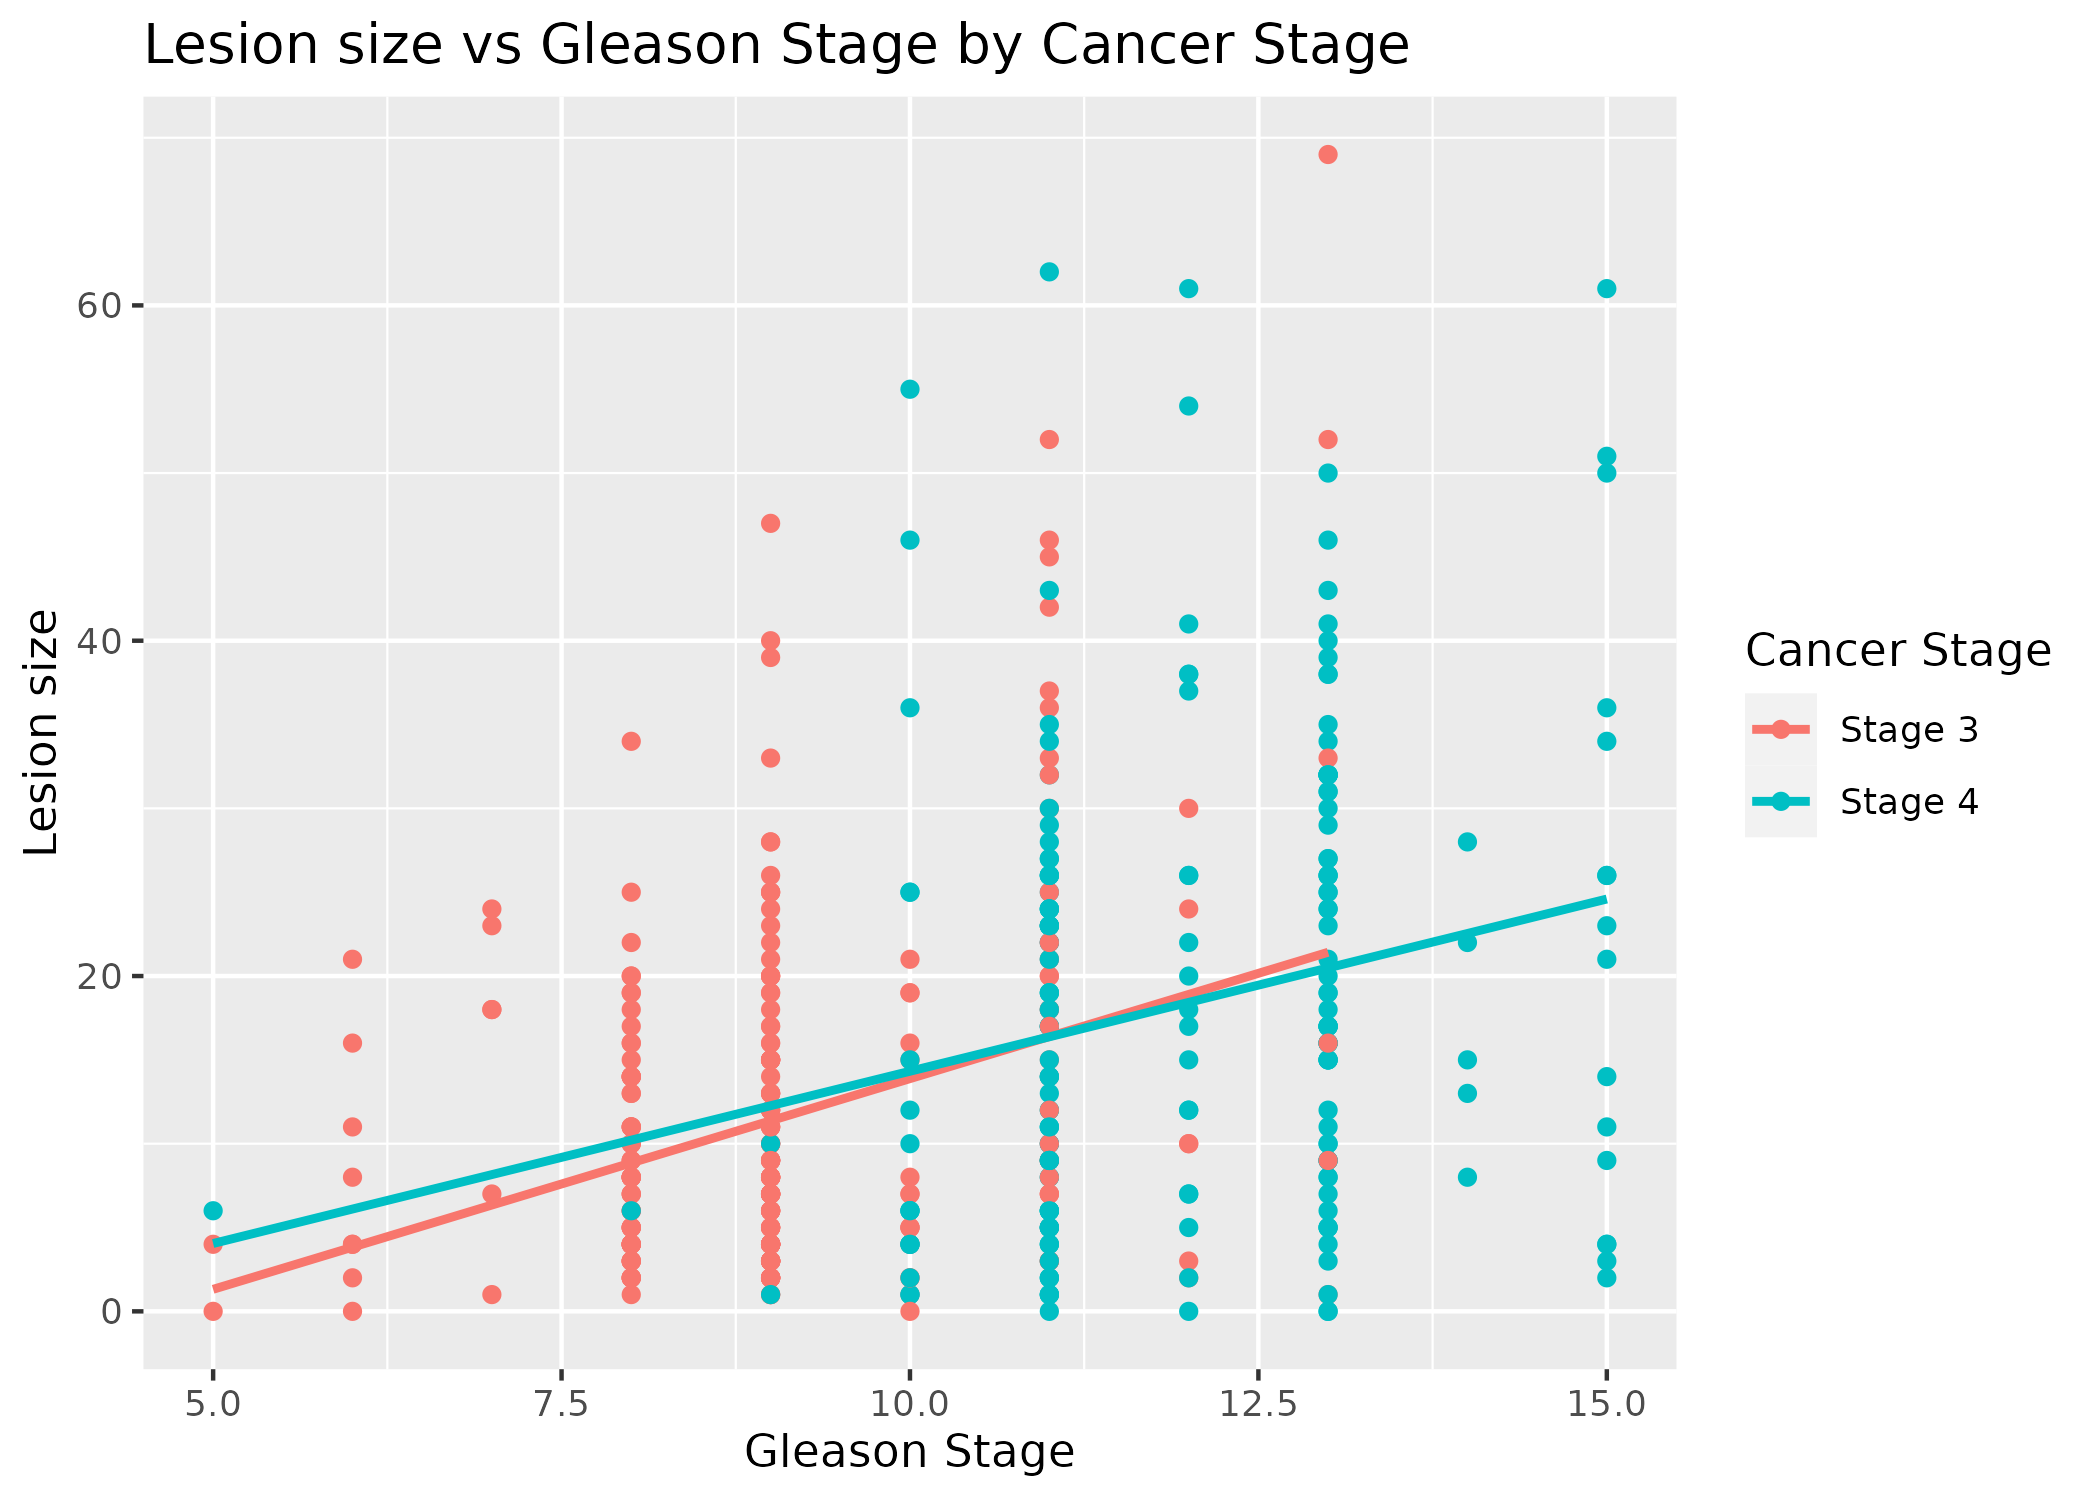 Lesion size vs Gleason Stage by Cancer Stage
60
40
20
0
Lesion size
5.0 7.5 10.0 12.5 15.0
Gleason Stage
Cancer Stage
Stage 3
Stage 4